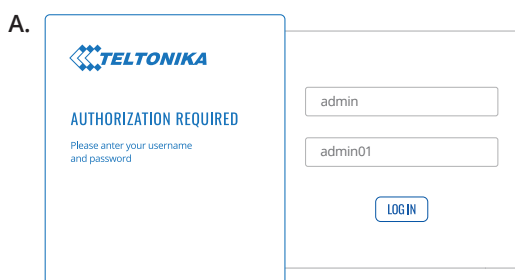 A.
TELTONIKA
AUTHORIZATION REQUIRED
Please anter your username
and password
admin
admin01
LOG IN